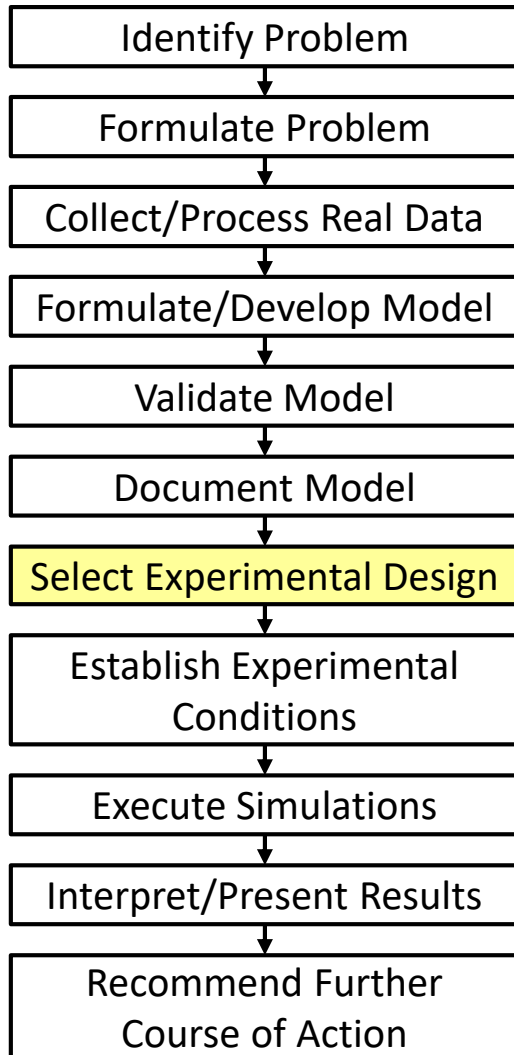 Identify Problem
Formulate Problem
Collect/Process Real Data
Formulate/Develop Model
Validate Model
Document Model
Select Experimental Design
Establish Experimental
Conditions
Execute Simulations
Interpret/Present Results
Recommend Further
Course of Action